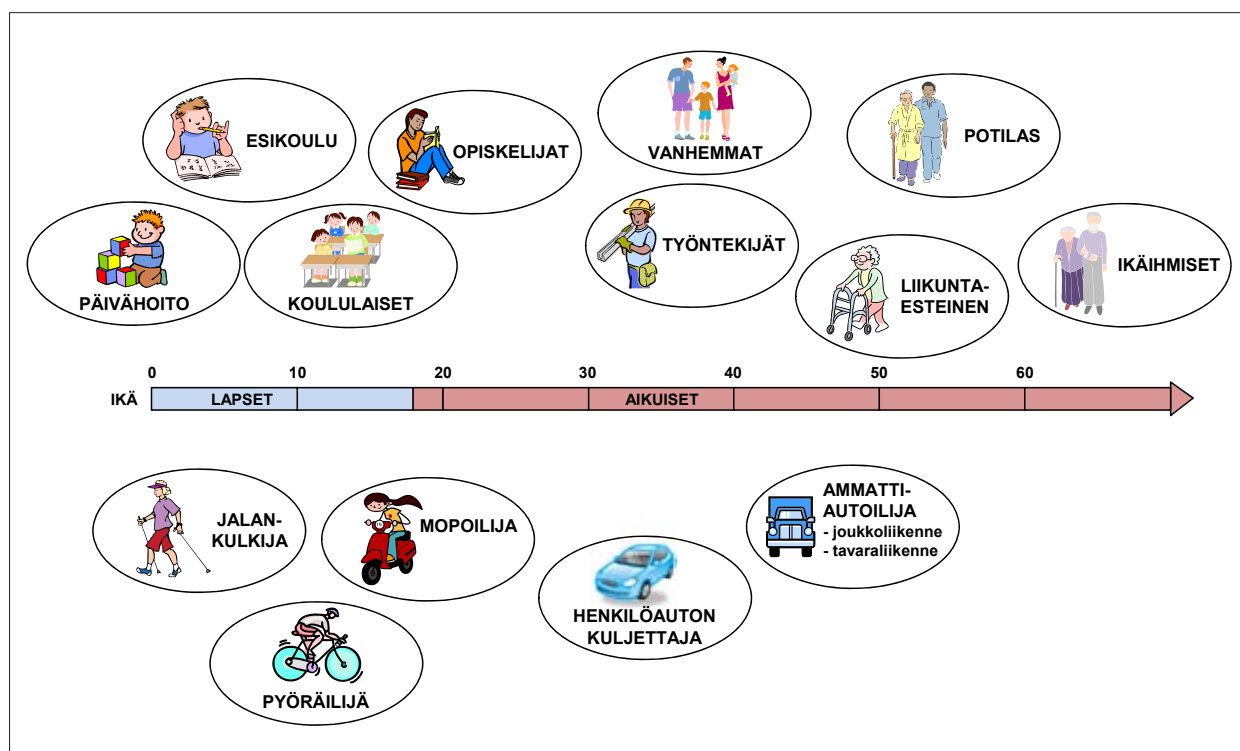 ESIKOULU
OPISKELIJAT
VANHEMMAT
POTILAS
PÄIVÄHOITO
KOULULAISET
TYÖNTEKIJÄT
LIIKUNTA-
ESTEINEN
IKÄIHMISET
0 10 20 30 40 50 60
IKÄ LAPSET AIKUISET
JALAN-
KULKIJA
MOPOILIJA
AMMATTI-
AUTOILIJA
- joukkoliikenne
- tavaraliikenne
HENKILÖAUTON
KULJETTAJA
PYÖRÄILIJÄ